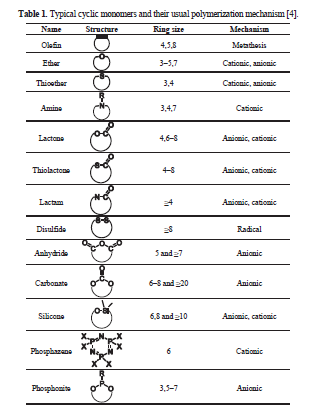 Table 1. Typical cyclic monomers and their usual polymerization mechanism [4].
Name Structure Ring size Mechanism
Olefin 4,5,8 Metathesis
Ether O 3–5,7 Cationic, anionic
Thioether S 3,4 Cationic, anionic
R
Amine N 3,4,7 Cationic
O
O C
Lactone 4,6–8 Anionic, cationic
O
S C
Thiolactone 4–8 Anionic, cationic
O
N C
Lactam ≥4 Anionic, cationic
S S
Disulfide ≥8 Radical
O C O C O
Anhydride 5 and ≥7 Anionic
O
C
O O
Carbonate 6–8 and ≥20 Anionic
O Si
Silicone 6,8 and ≥10 Anionic, cationic
X N X
X P P X
Phosphazene N N 6 Cationic
P
X X
R
P
Phosphonite O O 3,5–7 Anionic